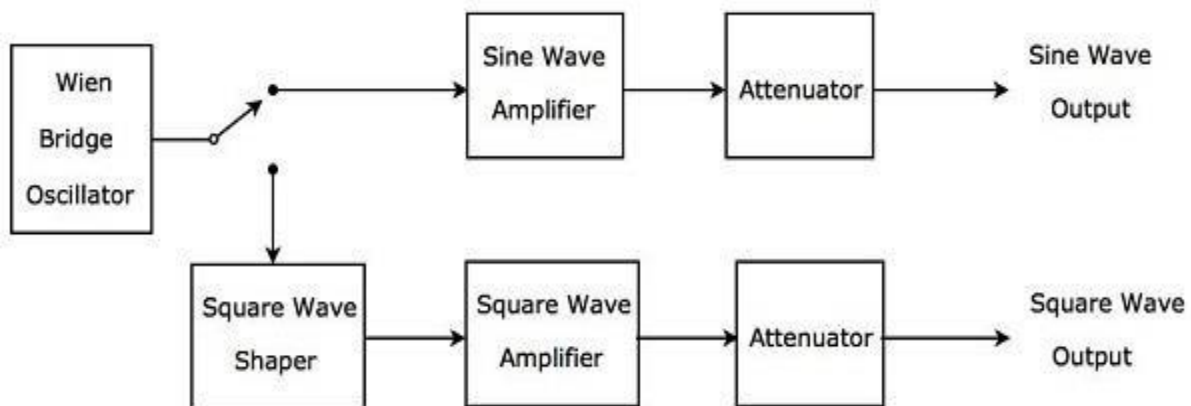 Wien
Bridge
Oscillator
Sine Wave
Amplifier
Attenuator
Sine Wave
Output
Square Wave
Shaper
Square Wave
Amplifier
Attenuator
Square Wave
Output